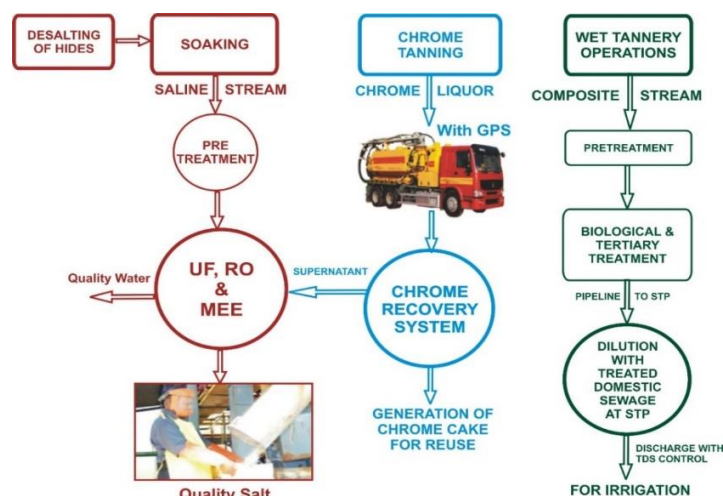 DESALTING
OF HIDES
SOAKING
SALINE STREAM
PRE
TREATMENT
UF, RO
&
MEE
Quality Water
Quality Salt
CHROME
TANNING
CHROME LIQUOR
With GPS
SUPERNATANT
CHROME
RECOVERY
SYSTEM
GENERATION OF
CHROME CAKE
FOR REUSE
WET TANNERY
OPERATIONS
COMPOSITE STREAM
PRETREATMENT
BIOLOGICAL &
TERTIARY
TREATMENT
PIPELINE TO STP
DILUTION
WITH
TREATED
DOMESTIC
SEWAGE
AT STP
DISCHARGE WITH
TDS CONTROL
FOR IRRIGATION